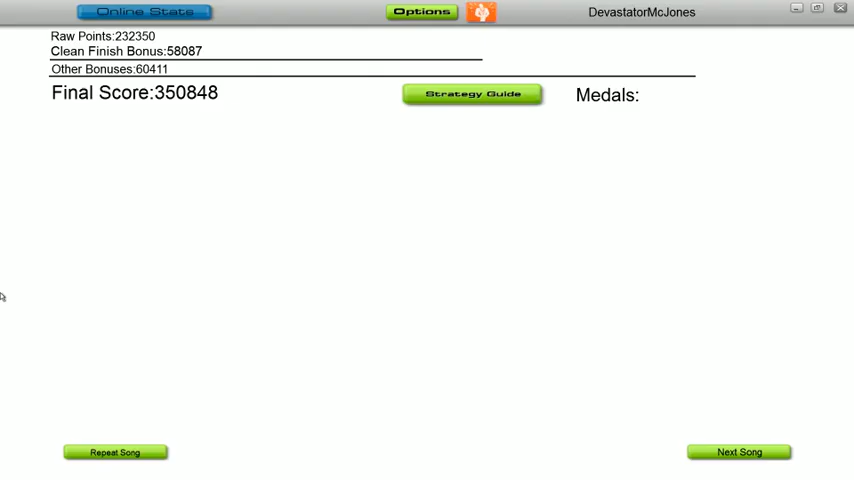 Online Stats Options DevastatorMcJones
Raw Points:232350
Clean Finish Bonus:58087
Other Bonuses:60411
Final Score:350848 Strategy Guide Medals:
Repeat Song Next Song